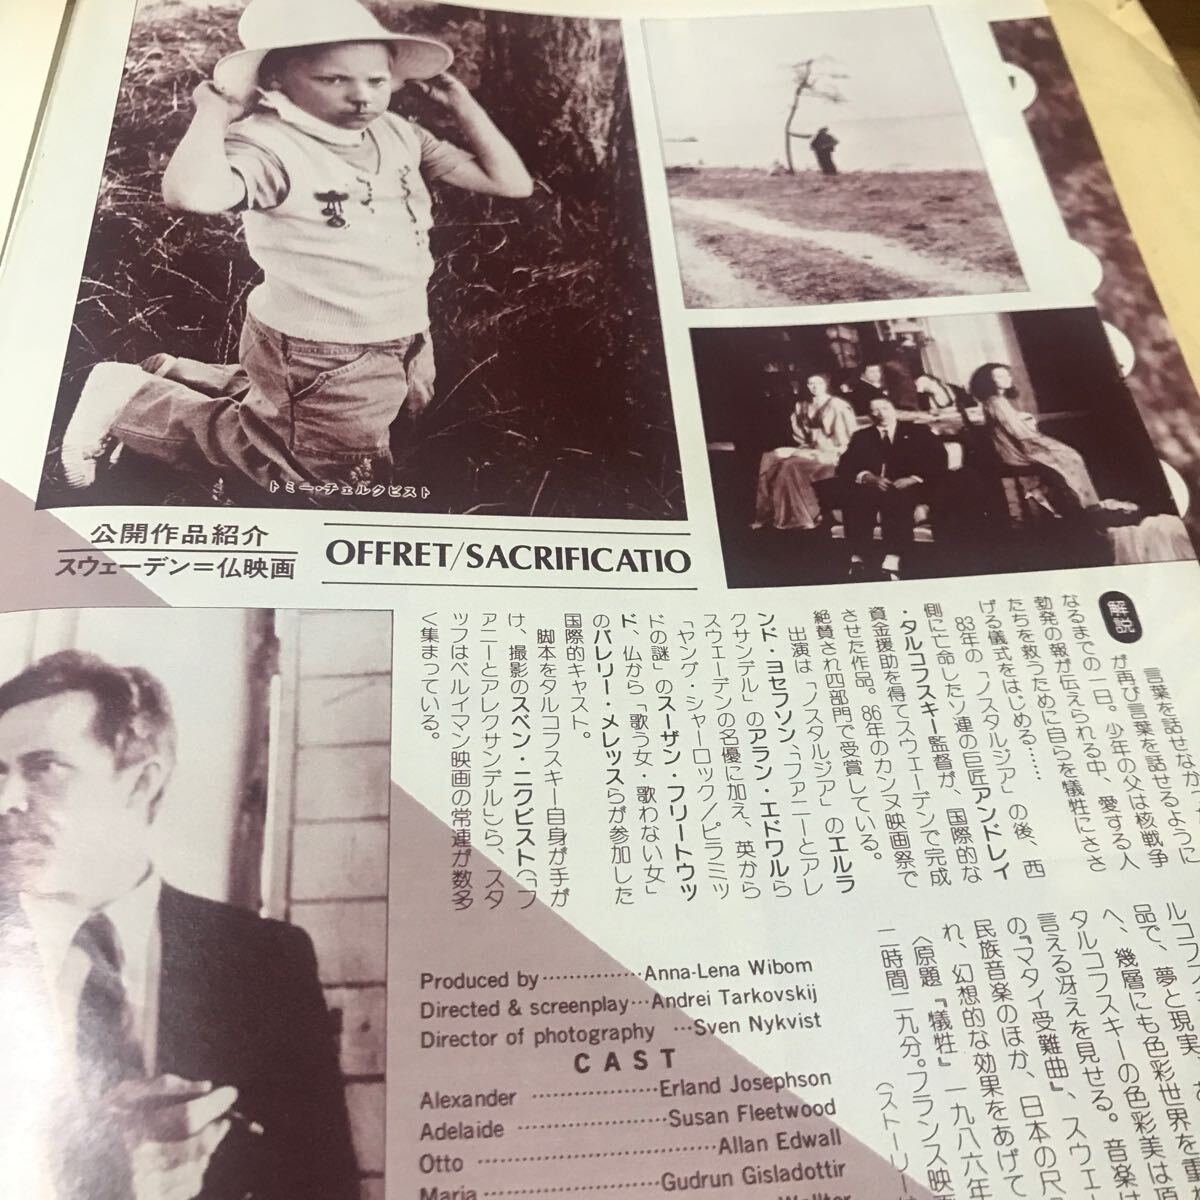 トミー・チェルクビスト
公開作品紹介
スウェーデン=仏映画
OFFRET/SACRIFICATIO
解説
言葉を話せなか
が再び言葉を話せるように
なるまでの一日。少年の父は核戦争
勃発の報が伝えられる中、愛する人
たちを救うために自らを犠牲にささ
げる儀式をはじめる……
83年の「ノスタルジア」の後、西
側に亡命したソ連の巨匠アンドレイ
・タルコフスキー監督が、国際的な
資金援助を得てスウェーデンで完成
させた作品。86年のカンヌ映画祭で
絶賛され四部門で受賞している。
出演は「ノスタルジア」のエルラ
ンド・ヨセフソン、「ファニーとアレ
クサンデル」のアラン・エドワルら
スウェーデンの名優に加え、英から
「ヤング・シャーロック/ピラミッ
ドの謎」のスーザン・フリートウッ
ド、仏から「歌う女・歌わない女」
のバレリー・メレッスらが参加した
国際的キャスト。
脚本をタルコフスキー自身が手が
け、撮影のスベン・ニクビスト(「フ
アニーとアレクサンデル」)ら、スタ
ッフはベルイマン映画の常連が数多
く集まっている。
ルコフス
品で、夢と現実、
へ、幾層にも色彩世界を重
タルコフスキーの色彩美は頂
言える冴えを見せる。音楽
の『マタイ受難曲』、スウェ
民族音楽のほか、日本の尺
れ、幻想的な効果をあげて
〈原題『犠牲』一九八六年
二時間二九分。フランス映画
(ストーリー
Produced by··············Anna-Lena Wibom
Directed & screenplay···Andrei Tarkovskij
Director of photography ···Sven Nykvist
CAST
Alexander ··················Erland Josephson
Adelaide ·····················Susan Fleetwood
Otto ·································Allan Edwall
Maria ························Gudrun Gisladottir